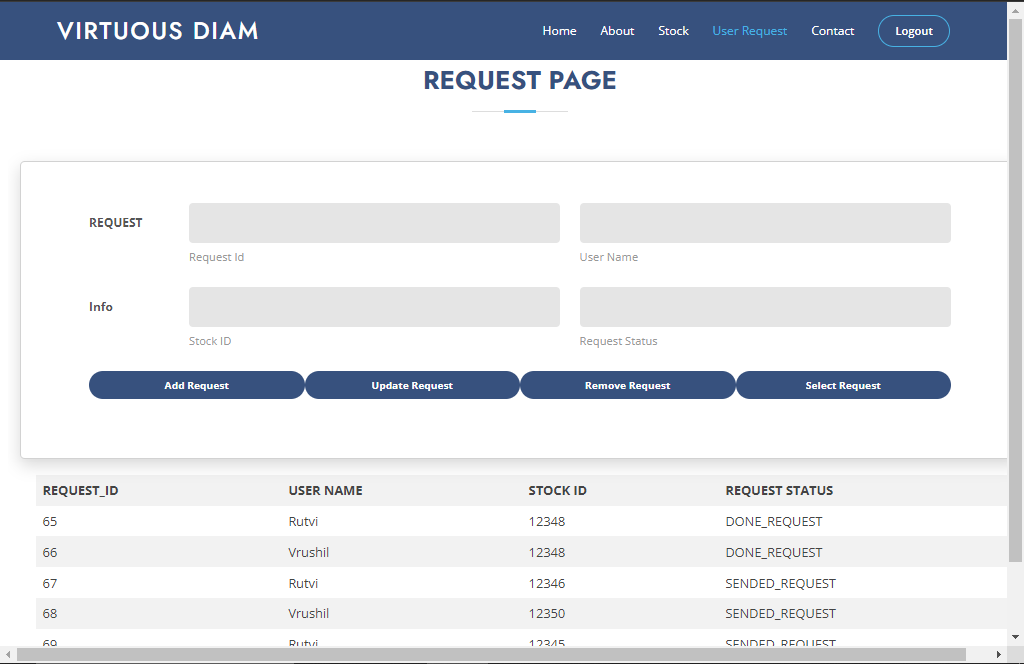 VIRTUOUS DIAM Home About Stock User Request Contact Logout
REQUEST PAGE
REQUEST
Request Id User Name
Info
Stock ID Request Status
Add Request Update Request Remove Request Select Request
REQUEST_ID USER NAME STOCK ID REQUEST STATUS
65 Rutvi 12348 DONE_REQUEST
66 Vrushil 12348 DONE_REQUEST
67 Rutvi 12346 SENDED_REQUEST
68 Vrushil 12350 SENDED_REQUEST
69 Rutvi 12345 SENDED_REQUEST